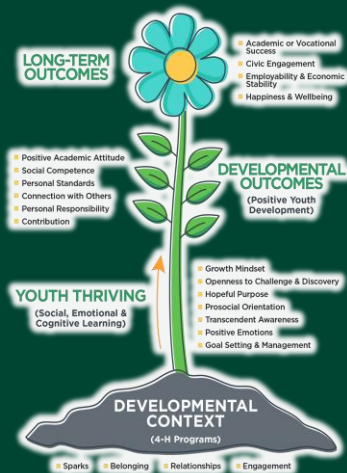 LONG-TERM
OUTCOMES
Academic or Vocational
Success
Civic Engagement
Employability & Economic
Stability
Happiness & Wellbeing
Positive Academic Attitude
Social Competence
Personal Standards
Connection with Others
Personal Responsibility
Contribution
DEVELOPMENTAL
OUTCOMES
(Positive Youth
Development)
YOUTH THRIVING
(Social, Emotional &
Cognitive Learning)
Growth Mindset
Openness to Challenge & Discovery
Hopeful Purpose
Prosocial Orientation
Transcendent Awareness
Positive Emotions
Goal Setting & Management
DEVELOPMENTAL
CONTEXT
(4-H Programs)
Sparks Belonging Relationships Engagement